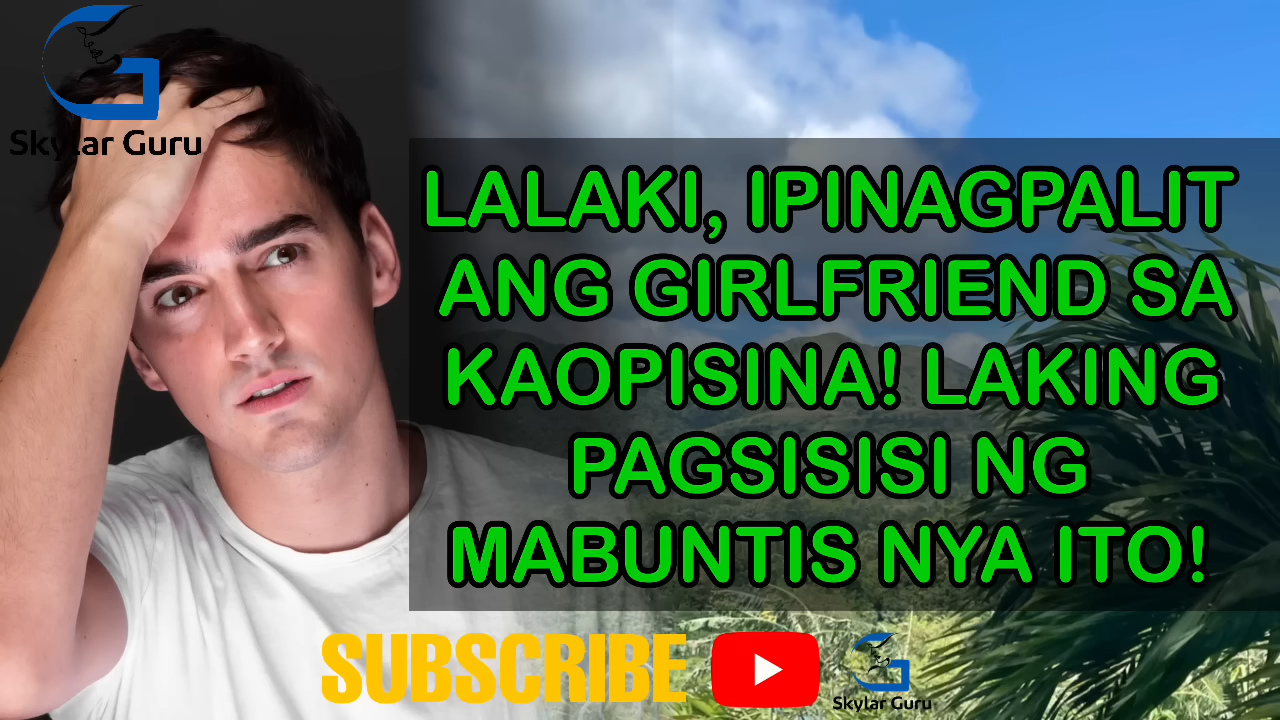 Skylar Guru
LALAKI, IPINAGPALIT
ANG GIRLFRIEND SA
KAOPISINA! LAKING
PAGSISISI NG
MABUNTIS NYA ITO!
SUBSCRIBE
Skylar Guru